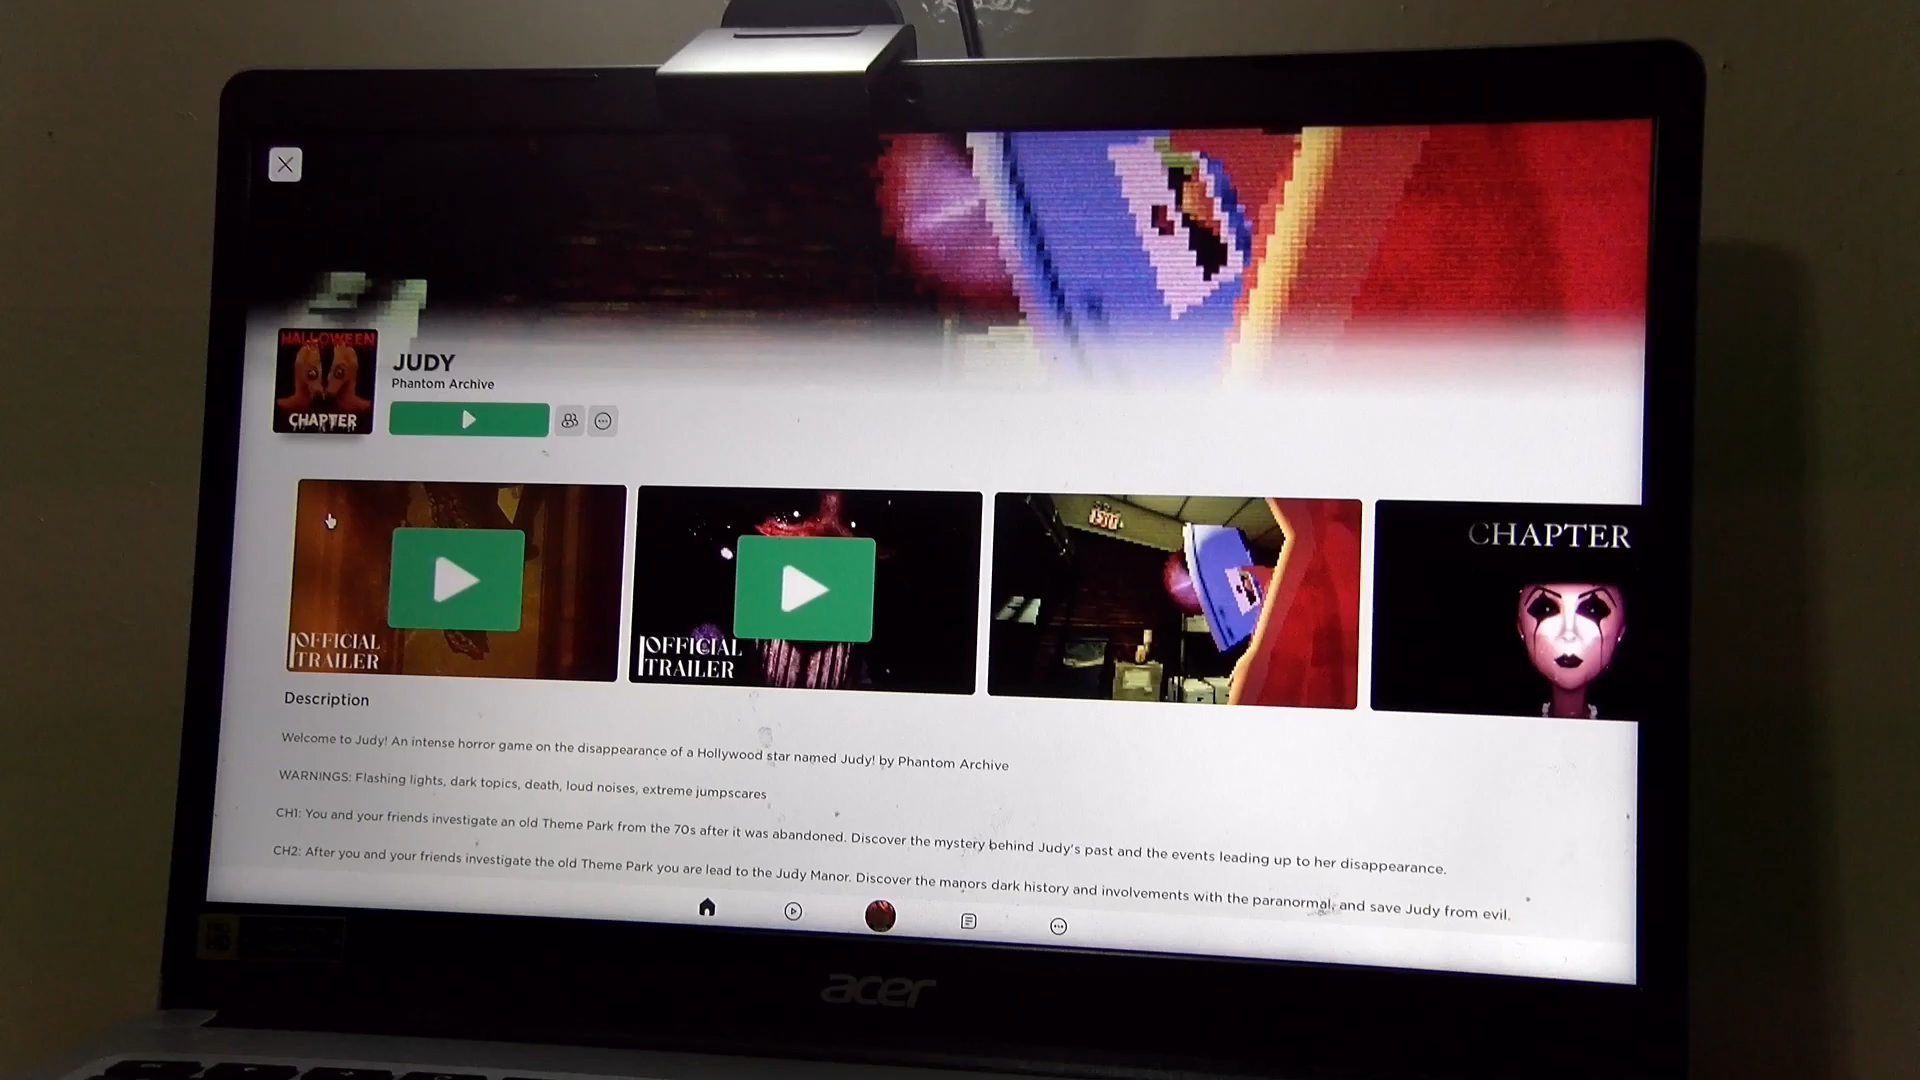 HALLOWEEN
CHAPTER
JUDY
Phantom Archive
OFFICIAL
TRAILER
OFFICIAL
TRAILER
CHAPTER
Description
Welcome to Judy! An intense horror game on the disappearance of a Hollywood star named Judy! by Phantom Archive
WARNINGS: Flashing lights, dark topics, death, loud noises, extreme jumpscares
CH1: You and your friends investigate an old Theme Park from the 70s after it was abandoned. Discover the mystery behind Judy's past and the events leading up to her disappearance.
CH2: After you and your friends investigate the old Theme Park you are lead to the Judy Manor. Discover the manors dark history and involvements with the paranormal, and save Judy from evil.
acer